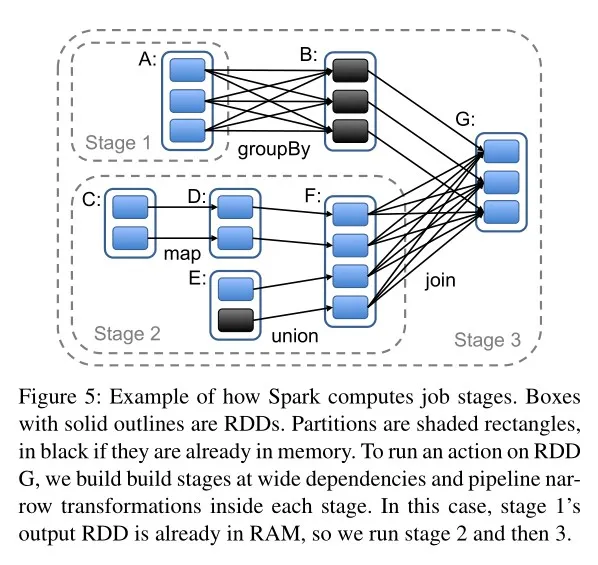 A:
B:
G:
Stage 1
groupBy
C:
D:
F:
map
E:
join
Stage 2
union
Stage 3
Figure 5: Example of how Spark computes job stages. Boxes
with solid outlines are RDDs. Partitions are shaded rectangles,
in black if they are already in memory. To run an action on RDD
G, we build build stages at wide dependencies and pipeline nar-
row transformations inside each stage. In this case, stage 1’s
output RDD is already in RAM, so we run stage 2 and then 3.